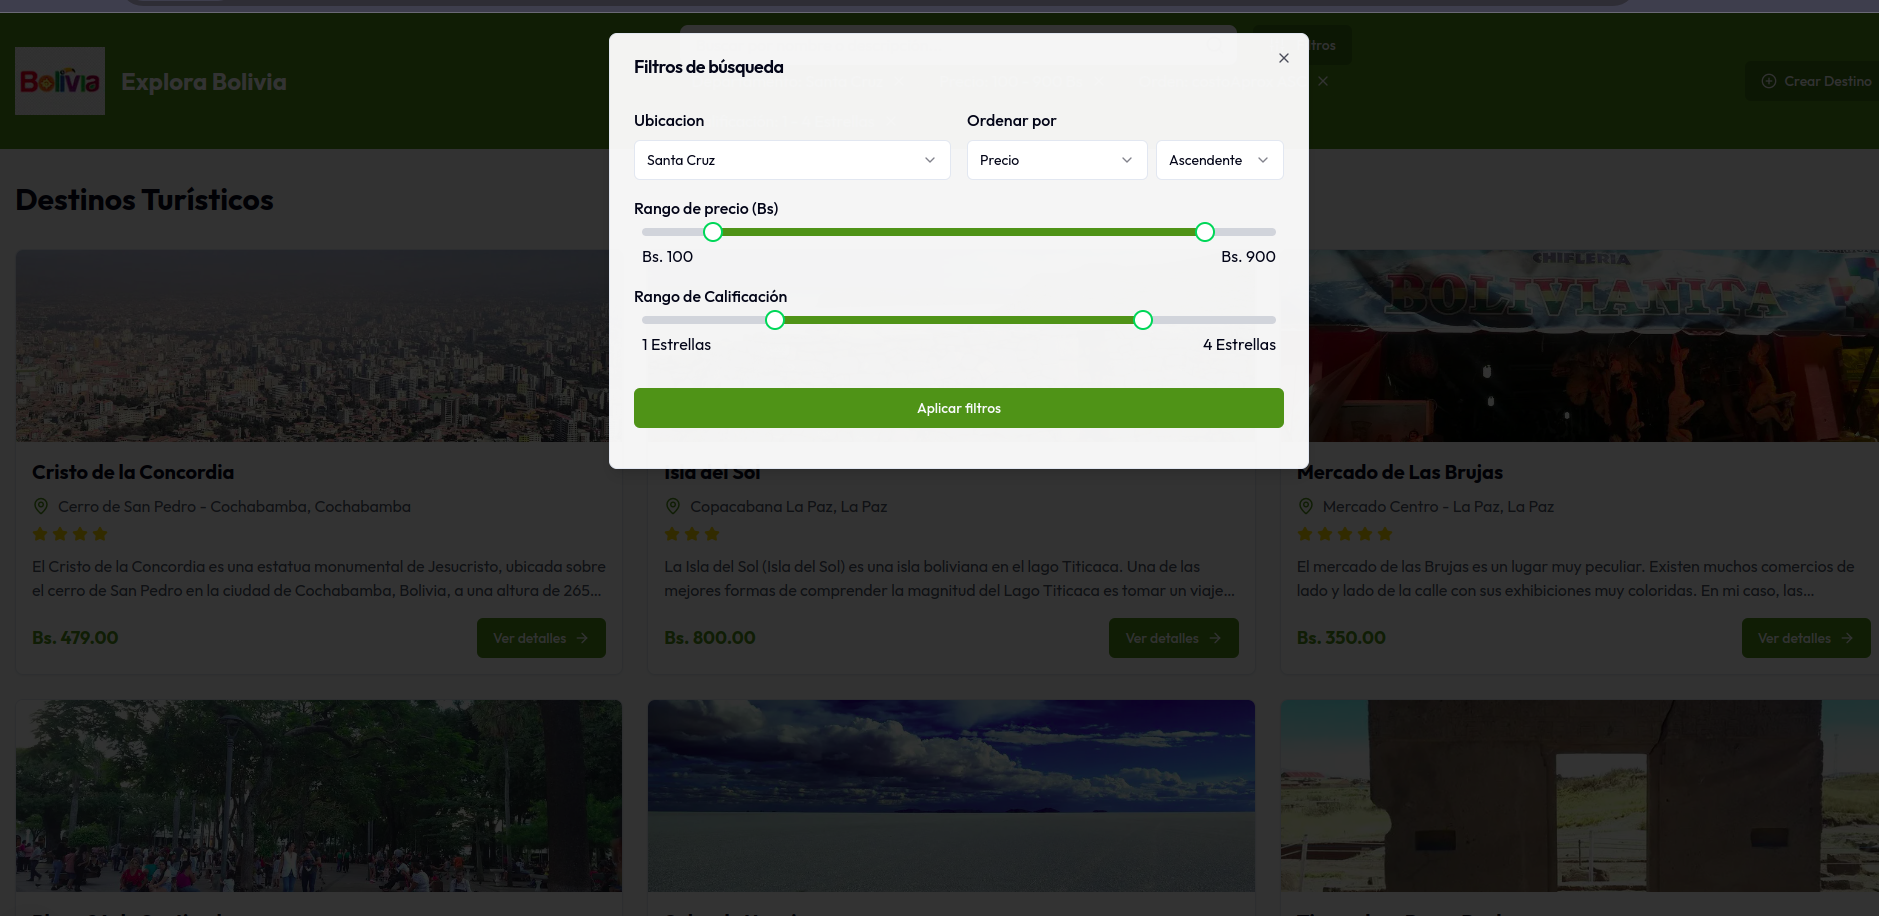 Bolivia
Explora Bolivia
tros
Crear Destino
Filtros de búsqueda
Ubicacion
Ordenar por
Santa Cruz
Precio
Ascendente
Rango de precio (Bs)
Bs. 100
Bs. 900
Rango de Calificación
1 Estrellas
4 Estrellas
Aplicar filtros
Destinos Turísticos
CHIFLERIA
BOLIVIANITA
Cristo de la Concordia
Cerro de San Pedro - Cochabamba, Cochabamba
El Cristo de la Concordia es una estatua monumental de Jesucristo, ubicada sobre
el cerro de San Pedro en la ciudad de Cochabamba, Bolivia, a una altura de 265...
Bs. 479.00
Ver detalles
Isla del Sol
Copacabana La Paz, La Paz
La Isla del Sol (Isla del Sol) es una isla boliviana en el lago Titicaca. Una de las
mejores formas de comprender la magnitud del Lago Titicaca es tomar un viaje...
Bs. 800.00
Ver detalles
Mercado de Las Brujas
Mercado Centro - La Paz, La Paz
El mercado de las Brujas es un lugar muy peculiar. Existen muchos comercios de
lado y lado de la calle con sus exhibiciones muy coloridas. En mi caso, las...
Bs. 350.00
Ver detalles